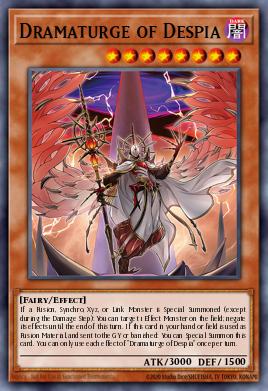 DRAMATURGE OF DESPIA
DARK
闇
[FAIRY/EFFECT]
If a Fusion, Synchro, Xyz, or Link Monster is Special Summoned (except
during the Damage Step): You can target 1 Effect Monster on the field; negate
its effects until the end of this turn. If this card in your hand or field is used as
Fusion Material, and sent to the GY or banished: You can Special Summon this
card. You can only use each effect of "Dramaturge of Despia" once per turn.
ATK/3000 DEF/1500
©2020 Studio Dice/SHUEISHA, TV TOKYO, KONAMI